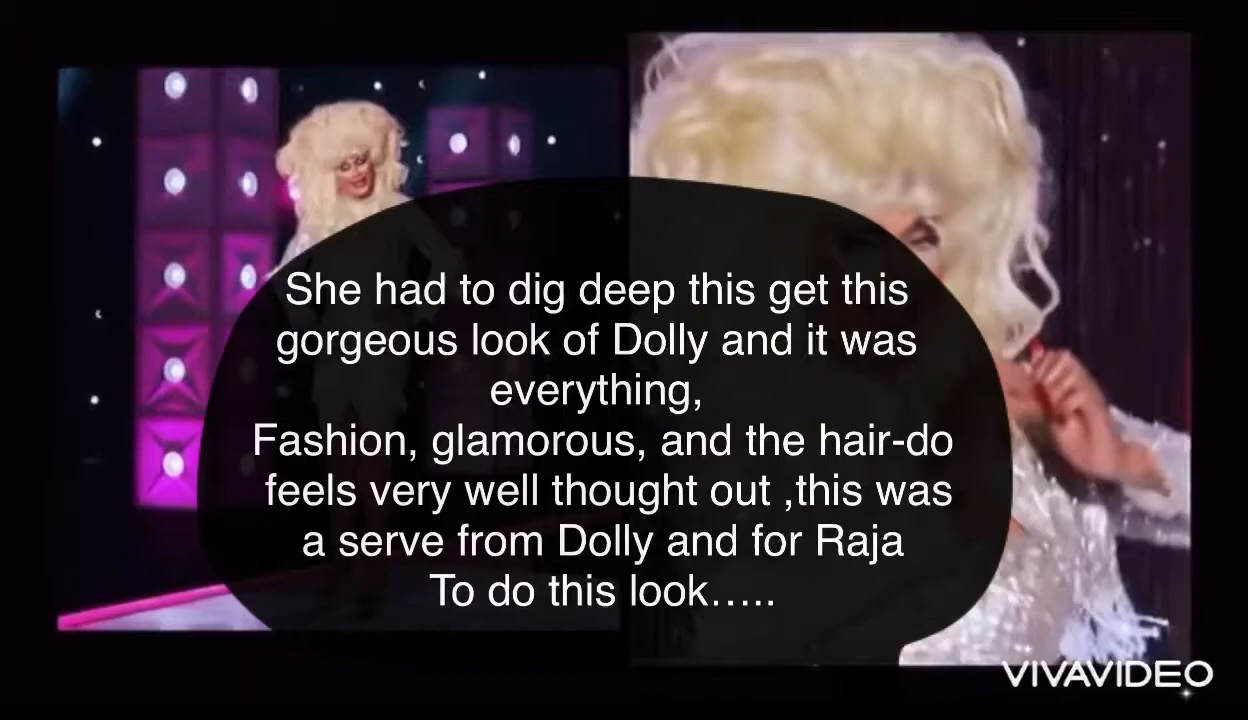 She had to dig deep this get this
gorgeous look of Dolly and it was
everything,
Fashion, glamorous, and the hair-do
feels very well thought out ,this was
a serve from Dolly and for Raja
To do this look.....
VIVAVIDEO